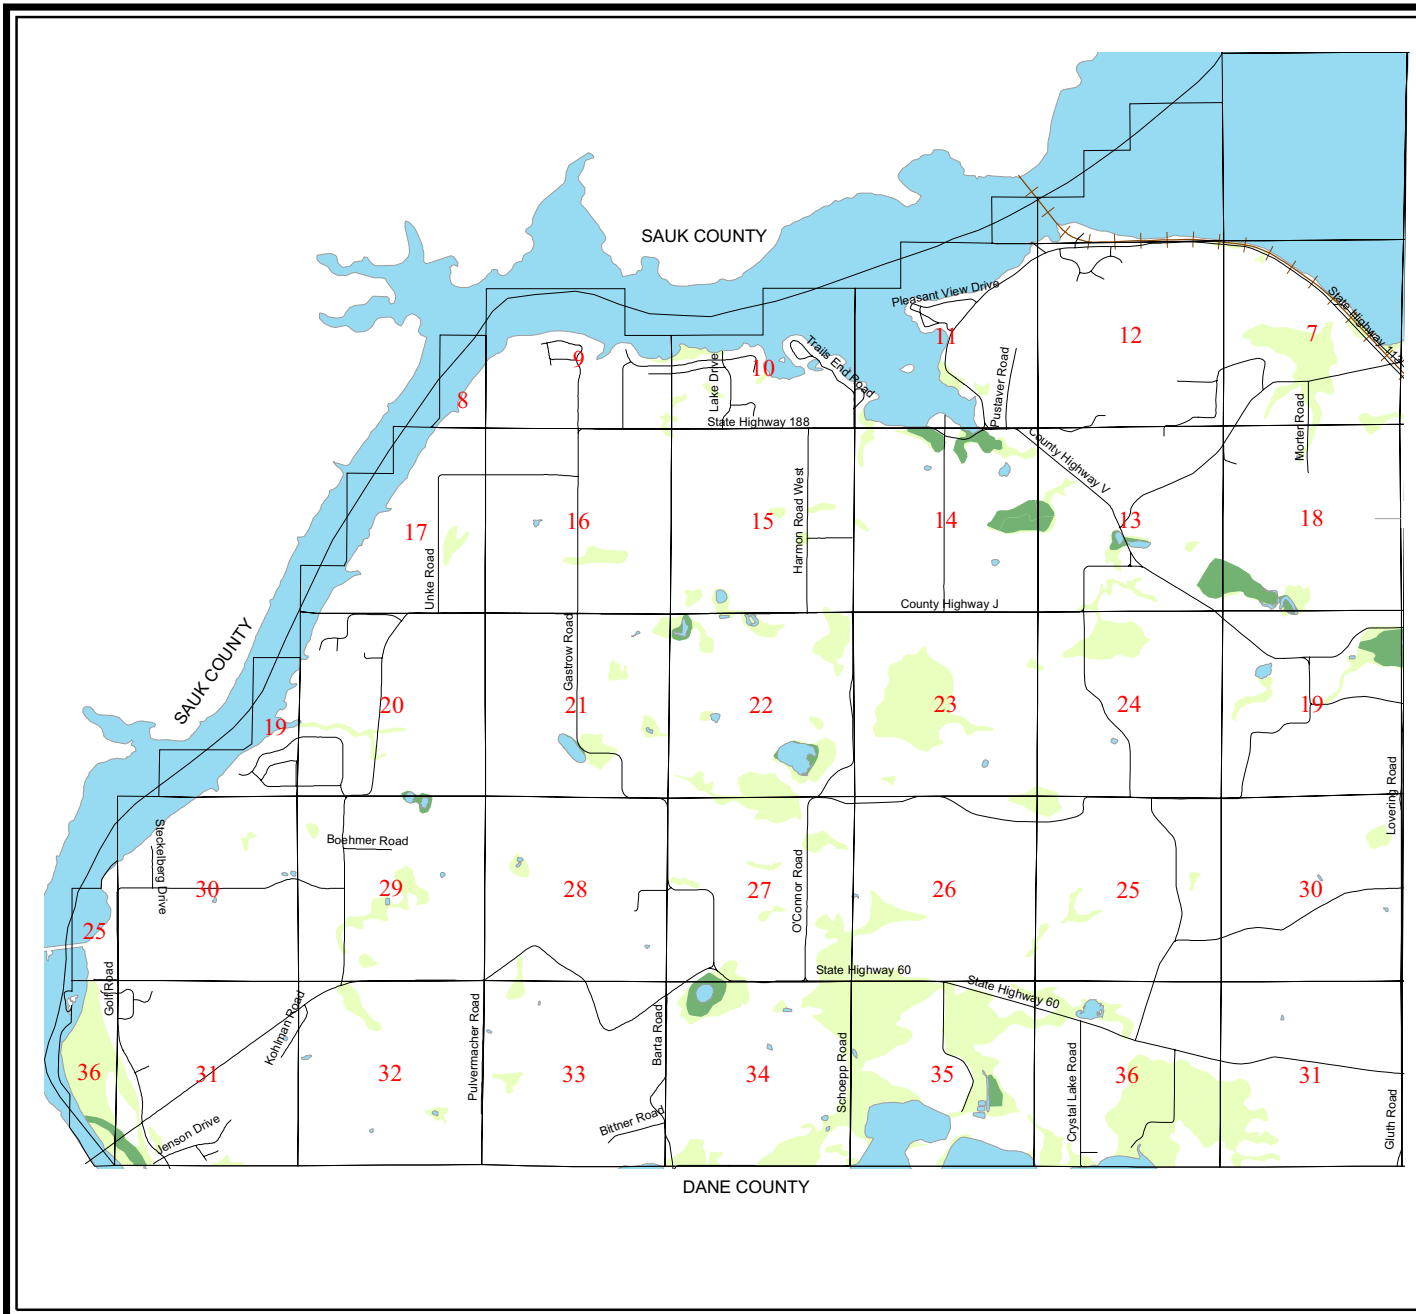 SAUK COUNTY
Pleasant View Drive
State Highway 113
11
12
7
Trails End Road
9
10
Lake Drive
Pustaver Road
8
State Highway 188
Morter Road
County Highway V
Harmon Road West
17
16
15
14
13
18
Unke Road
County Highway J
SAUK COUNTY
Gastrow Road
19
20
21
22
23
24
19
Lovering Road
Steckelberg Drive
Boehmer Road
O'Connor Road
30
29
28
27
26
25
30
25
Golf Road
State Highway 60
State Highway 60
Kohlman Road
Pulvermacher Road
Barta Road
Schoepp Road
Crystal Lake Road
36
31
32
33
34
35
36
31
Jenson Drive
Bittner Road
Gluth Road
DANE COUNTY